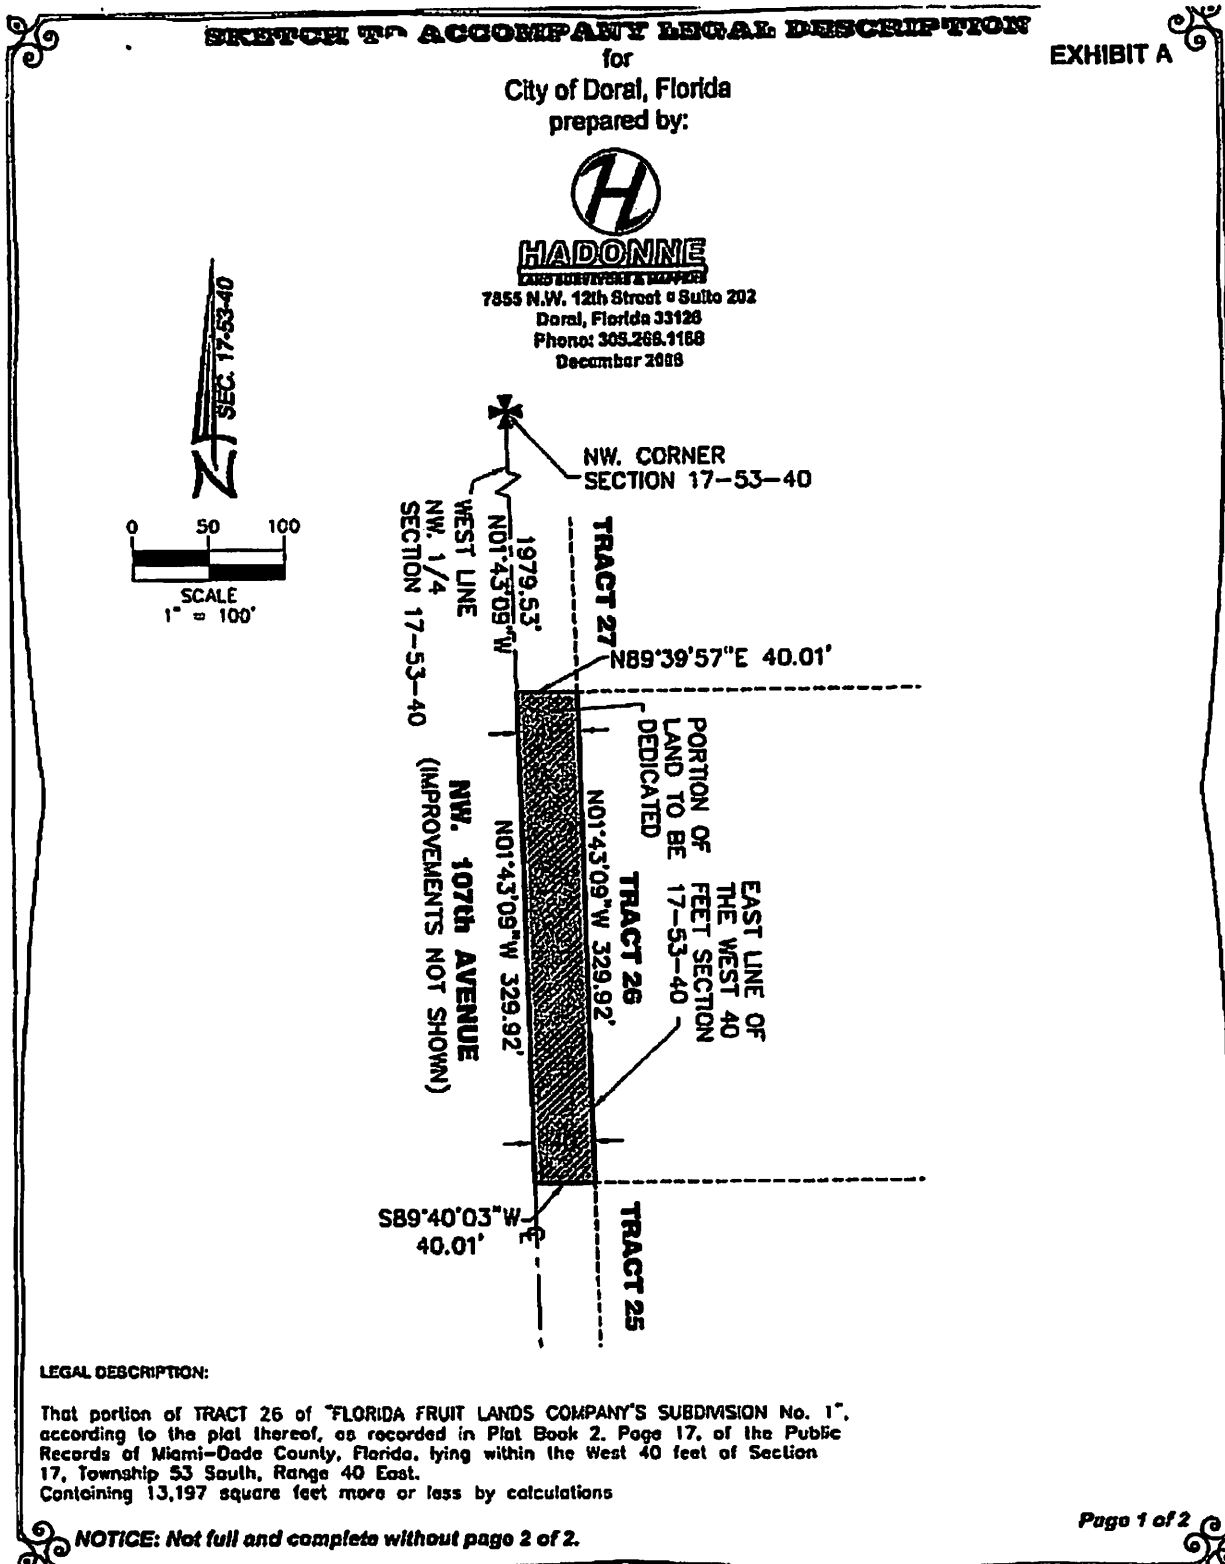 SKETCH TO ACCOMPANY LEGAL DESCRIPTION
EXHIBIT A
for
City of Doral, Florida
prepared by:
H
HADONNE
LAND SURVEYORS & MAPPERS
7855 N.W. 12th Street • Suite 202
Doral, Florida 33126
Phone: 305.266.1188
December 2008
SEC. 17-53-40
N
0 50 100
SCALE
1" = 100'
NW. CORNER
SECTION 17-53-40
WEST LINE
NW. 1/4
SECTION 17-53-40
1979.53'
N01°43'09"W
TRACT 27
N89°39'57"E 40.01'
PORTION OF
LAND TO BE
DEDICATED
N01°43'09"W 329.92'
TRACT 26
EAST LINE OF
THE WEST 40
FEET SECTION
17-53-40
N01°43'09"W 329.92'
NW. 107th AVENUE
(IMPROVEMENTS NOT SHOWN)
S89°40'03"W
40.01'
TRACT 25
LEGAL DESCRIPTION:
That portion of TRACT 26 of "FLORIDA FRUIT LANDS COMPANY'S SUBDIVISION No. 1",
according to the plat thereof, as recorded in Plat Book 2, Page 17, of the Public
Records of Miami-Dade County, Florida, lying within the West 40 feet of Section
17, Township 53 South, Range 40 East.
Containing 13,197 square feet more or less by calculations
NOTICE: Not full and complete without page 2 of 2.
Page 1 of 2